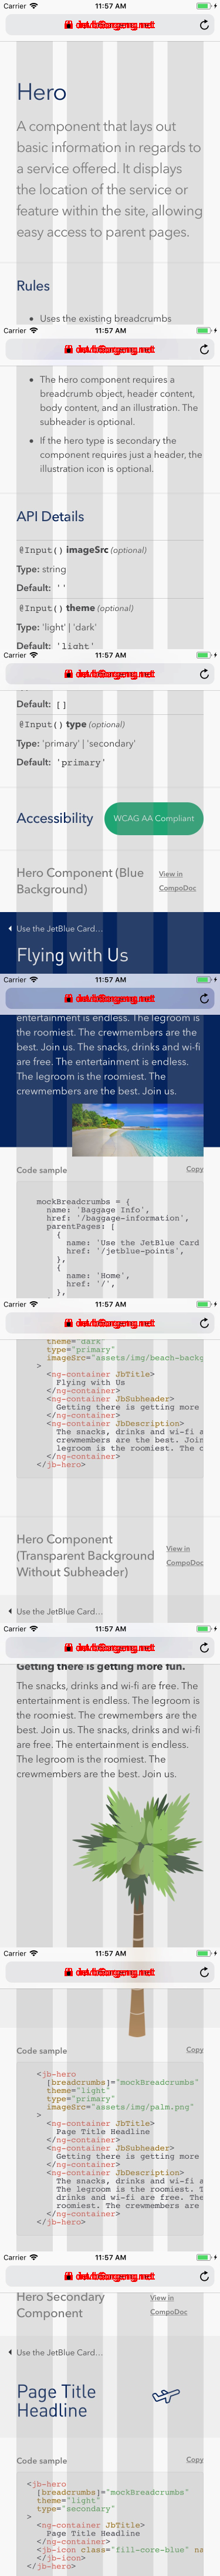 Carrier 11:57 AM
Hero
A component that lays out
basic information in regards to
a service offered. It displays
the location of the service or
feature within the site, allowing
easy access to parent pages.
Rules
• Uses the existing breadcrumbs
Carrier 11:57 AM
• The hero component requires a
breadcrumb object, header content,
body content, and an illustration. The
subheader is optional.
• If the hero type is secondary the
component requires just a header, the
illustration icon is optional.
API Details
@Input() imageSrc (optional)
Type: string
Default: ''
@Input() theme (optional)
Type: 'light' | 'dark'
Default: 'light'
Carrier 11:57 AM
Default: []
@Input() type (optional)
Type: 'primary' | 'secondary'
Default: 'primary'
Accessibility WCAG AA Compliant
Hero Component (Blue
Background)
View in
CompoDoc
Use the JetBlue Card...
Flying with Us
Carrier 11:57 AM
entertainment is endless. The legroom is
the roomiest. The crewmembers are the
best. Join us. The snacks, drinks and wi-fi
are free. The entertainment is endless.
The legroom is the roomiest. The
crewmembers are the best. Join us.
Code sample Copy
mockBreadcrumbs = {
name: 'Baggage Info',
href: '/baggage-information',
parentPages: [
{
name: 'Use the JetBlue Card
href: '/jetblue-points',
},
{
name: 'Home',
href: '/',
},
Carrier 11:57 AM
theme="dark"
type="primary"
imageSrc="assets/img/beach-backg
>
<ng-container JbTitle>
Flying with Us
</ng-container>
<ng-container JbSubheader>
Getting there is getting more
</ng-container>
<ng-container JbDescription>
The snacks, drinks and wi-fi a
crewmembers are the best. Join
legroom is the roomiest. The c
</ng-container>
</jb-hero>
Hero Component
(Transparent Background
Without Subheader)
View in
CompoDoc
Use the JetBlue Card...
Carrier 11:57 AM
Getting there is getting more fun.
The snacks, drinks and wi-fi are free. The
entertainment is endless. The legroom is
the roomiest. The crewmembers are the
best. Join us. The snacks, drinks and wi-fi
are free. The entertainment is endless.
The legroom is the roomiest. The
crewmembers are the best. Join us.
Carrier 11:57 AM
Code sample Copy
<jb-hero
[breadcrumbs]="mockBreadcrumbs"
theme="light"
type="primary"
imageSrc="assets/img/palm.png"
>
<ng-container JbTitle>
Page Title Headline
</ng-container>
<ng-container JbSubheader>
Getting there is getting more
</ng-container>
<ng-container JbDescription>
The snacks, drinks and wi-fi a
The legroom is the roomiest. T
drinks and wi-fi are free. The
roomiest. The crewmembers are
</ng-container>
</jb-hero>
Carrier 11:57 AM
Hero Secondary
Component
View in
CompoDoc
Use the JetBlue Card...
Page Title
Headline
Code sample Copy
<jb-hero
[breadcrumbs]="mockBreadcrumbs"
theme="light"
type="secondary"
>
<ng-container JbTitle>
Page Title Headline
</ng-container>
<jb-icon class="fill-core-blue" na
</jb-icon>
</jb-hero>